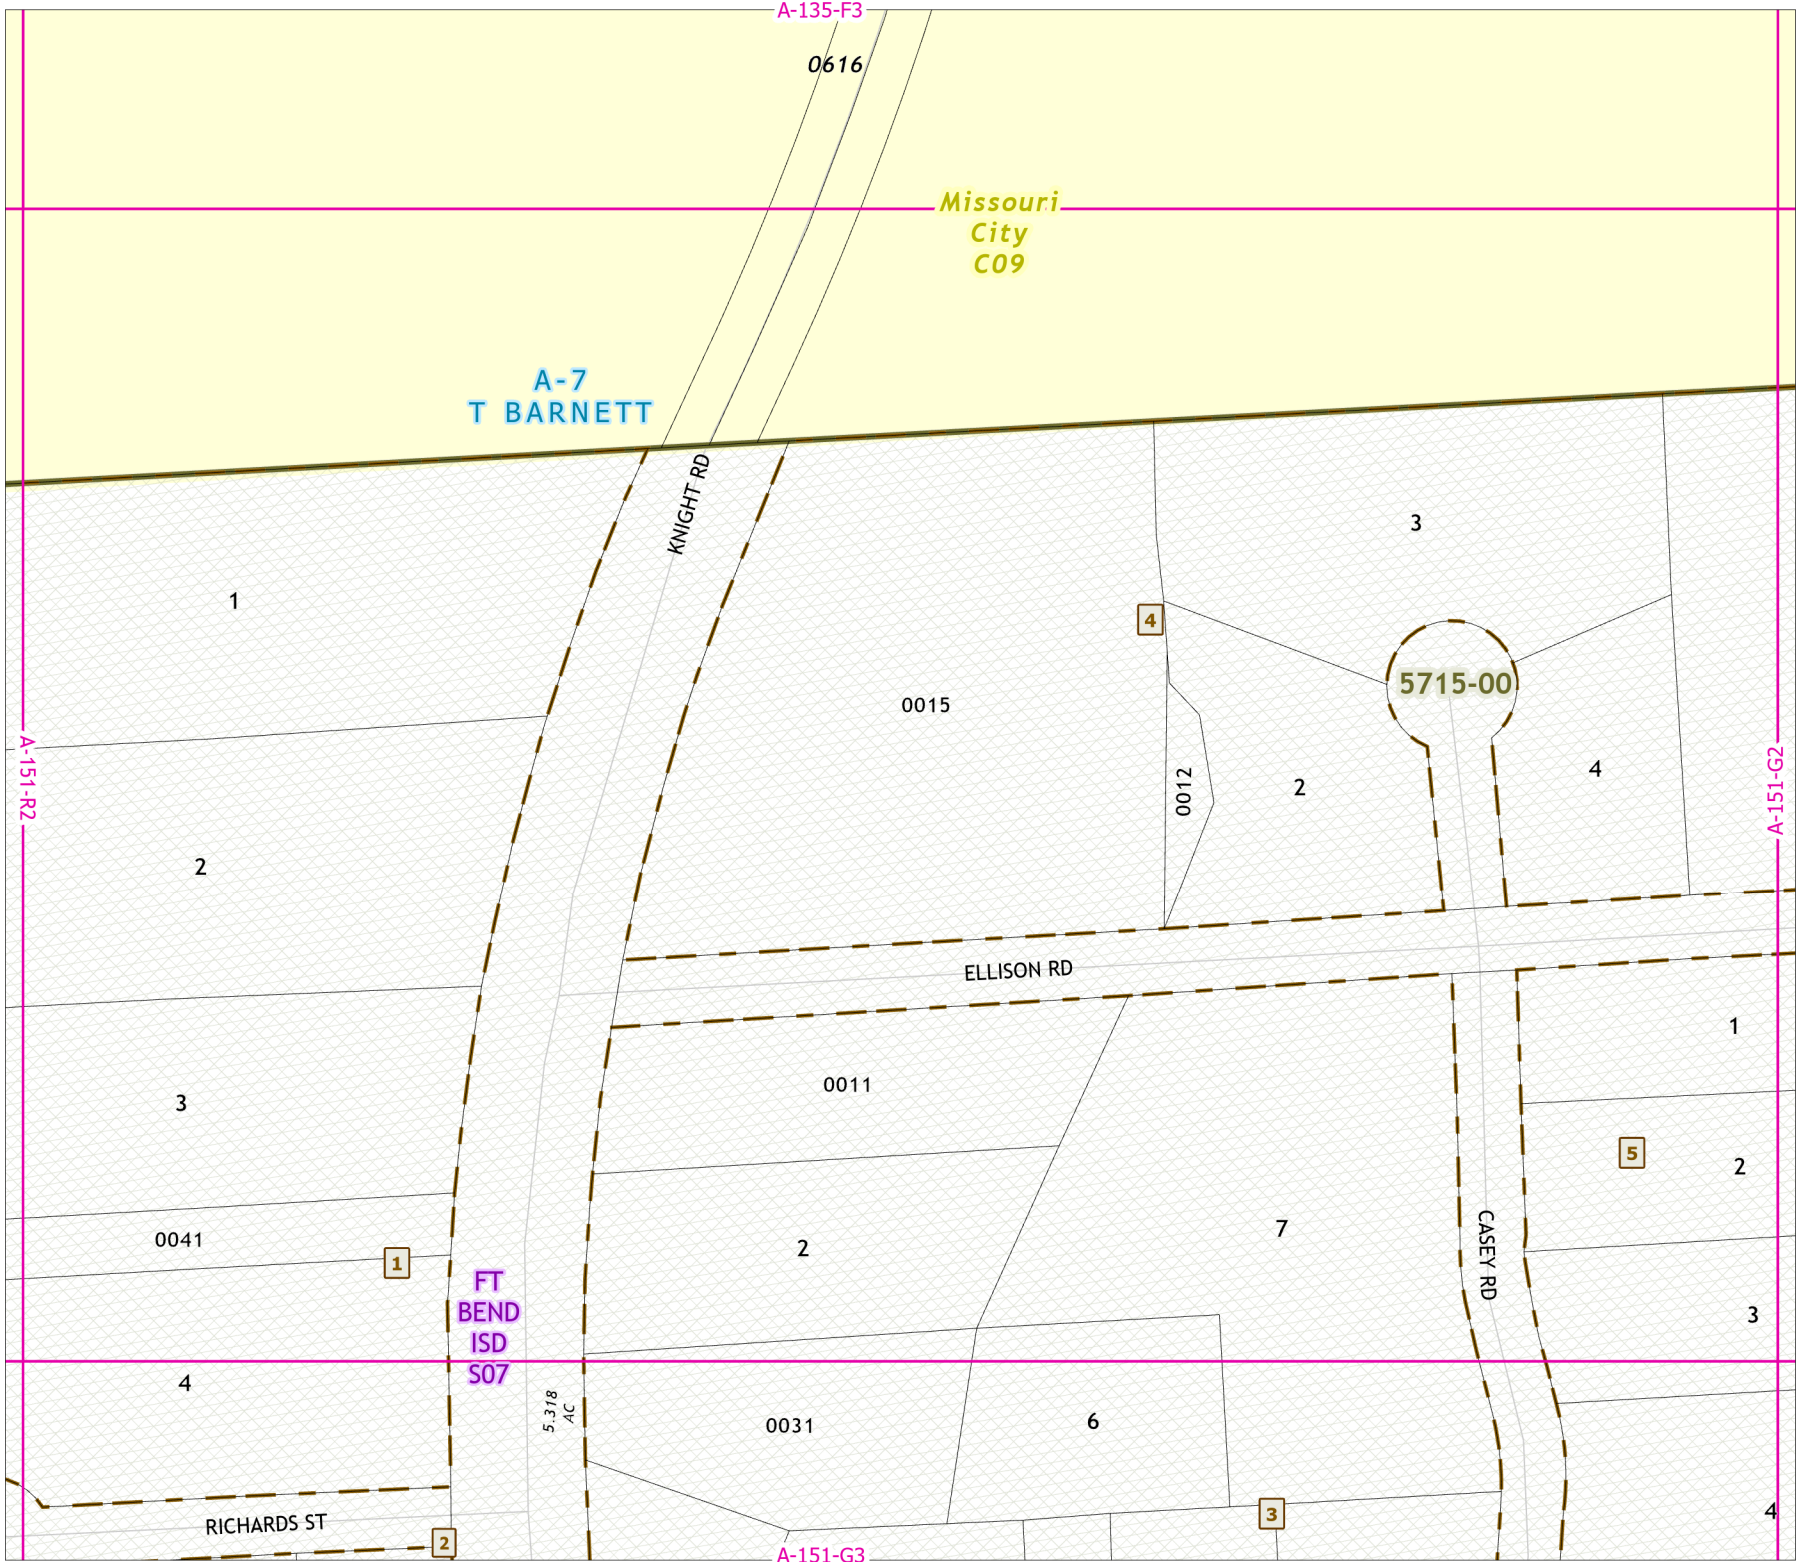 A-135-F3
0616
Missouri
City
C09
A-7
T BARNETT
KNIGHT RD
3
1
4
5715-00
0015
A-151-R2
A-151-G2
0012
2
4
2
ELLISON RD
1
0011
3
5
2
7
0041
2
1
CASEY RD
FT
BEND
ISD
S07
3
4
5.318
AC
0031
6
4
3
RICHARDS ST
2
A-151-G3